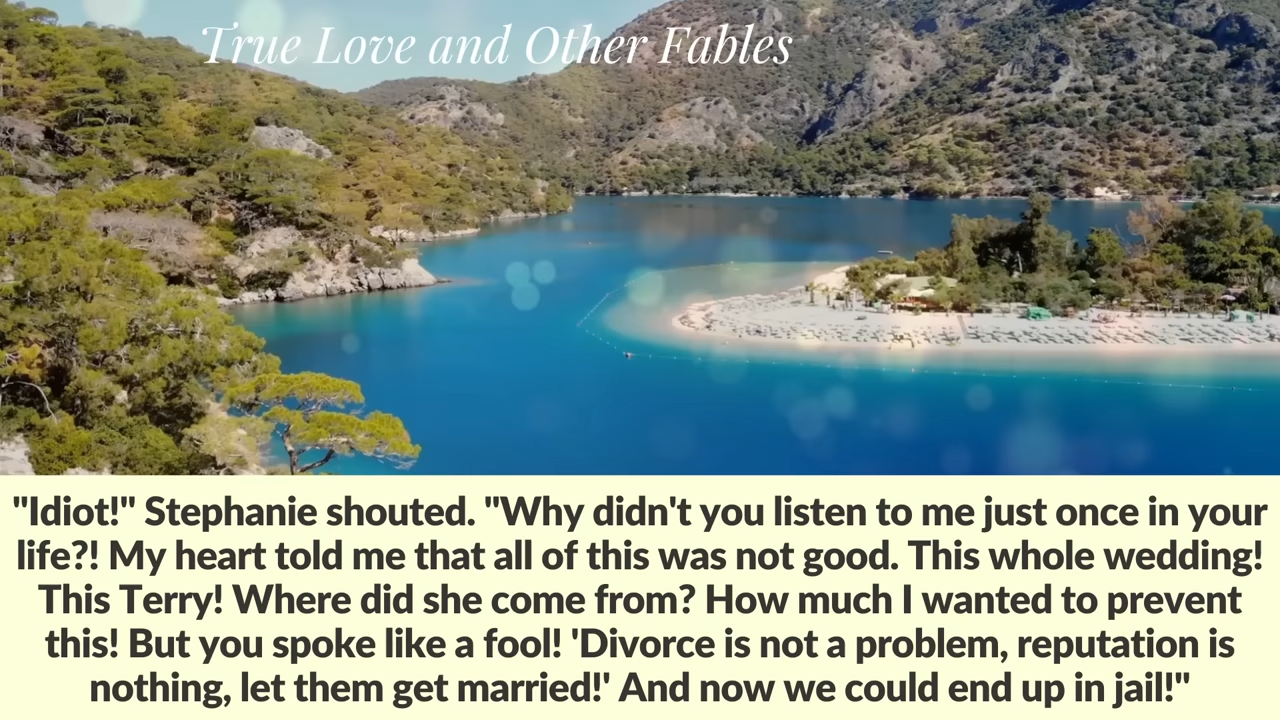 True Love and Other Fables
"Idiot!" Stephanie shouted. "Why didn't you listen to me just once in your
life?! My heart told me that all of this was not good. This whole wedding!
This Terry! Where did she come from? How much I wanted to prevent
this! But you spoke like a fool! 'Divorce is not a problem, reputation is
nothing, let them get married!' And now we could end up in jail!"